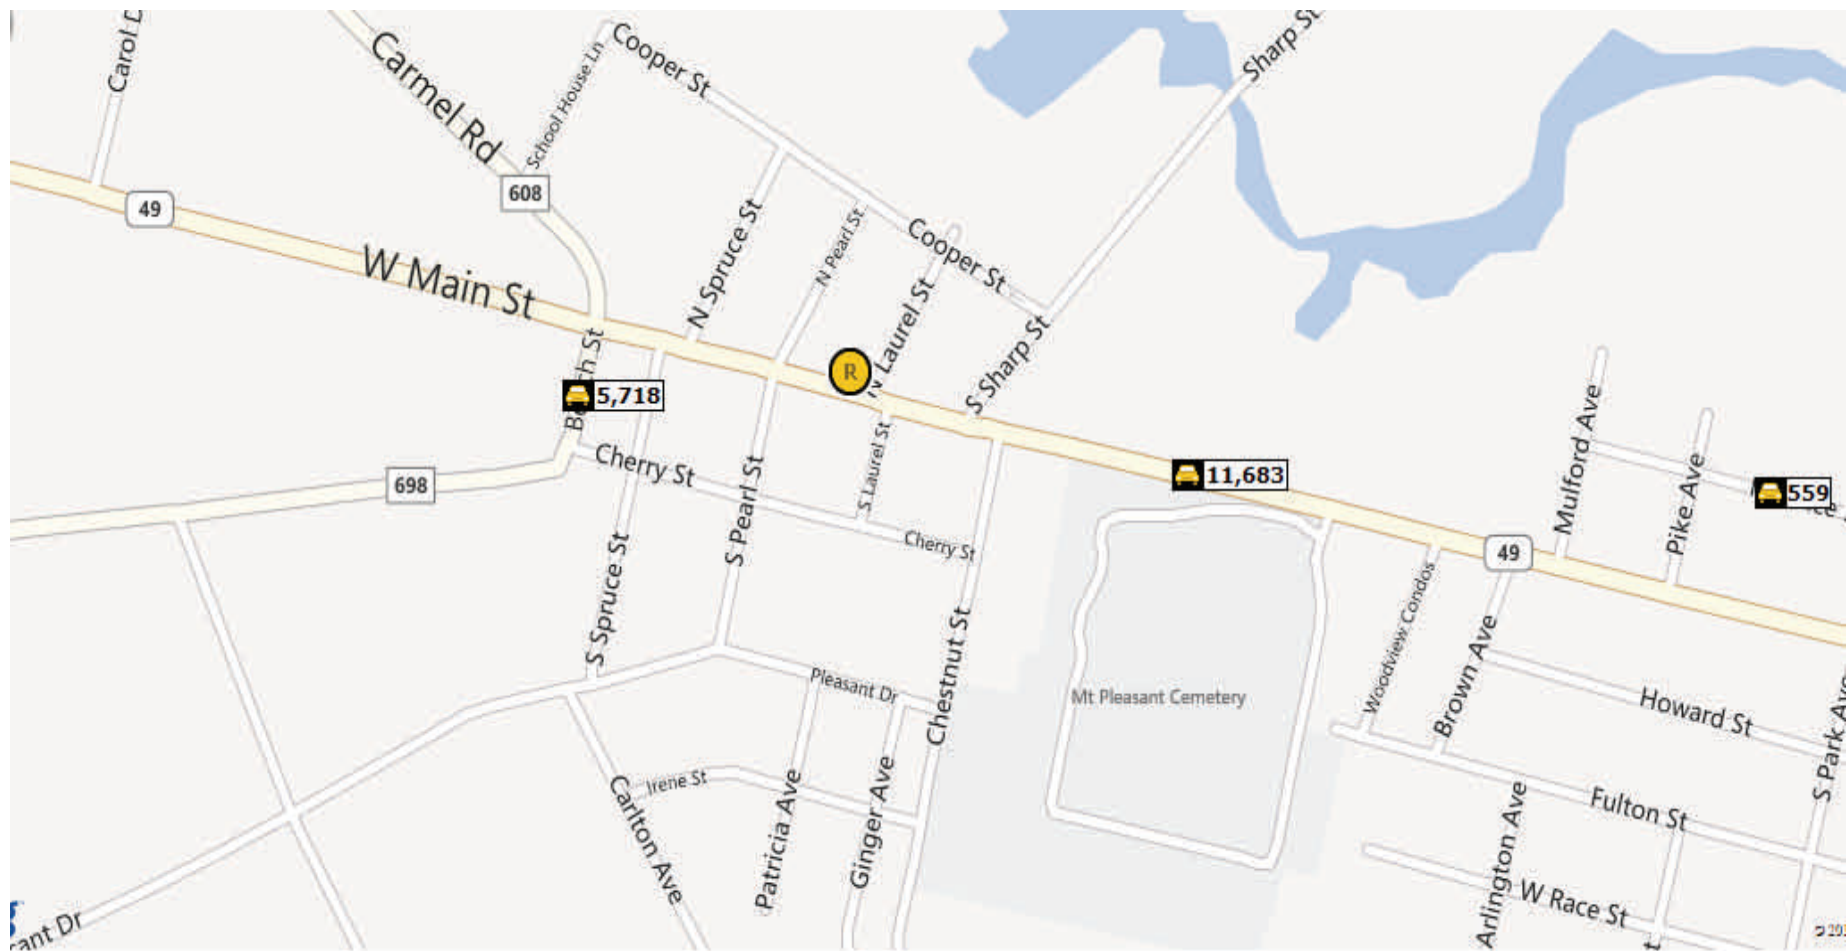 Carol D
Carmel Rd
School House Ln
Cooper St
Sharp St
608
49
W Main St
N Spruce St
N Pearl St
Cooper St
N Laurel St
S Sharp St
R
5,718
Cherry St
698
S Laurel St
Cherry St
S Pearl St
S Spruce St
11,683
Mulford Ave
Pike Ave
559
49
Woodview Condos
Brown Ave
Howard St
S Park Av
Chestnut St
Pleasant Dr
Mt Pleasant Cemetery
Irene St
Carlton Ave
Patricia Ave
Ginger Ave
Fulton St
Arlington Ave
W Race St
sant Dr